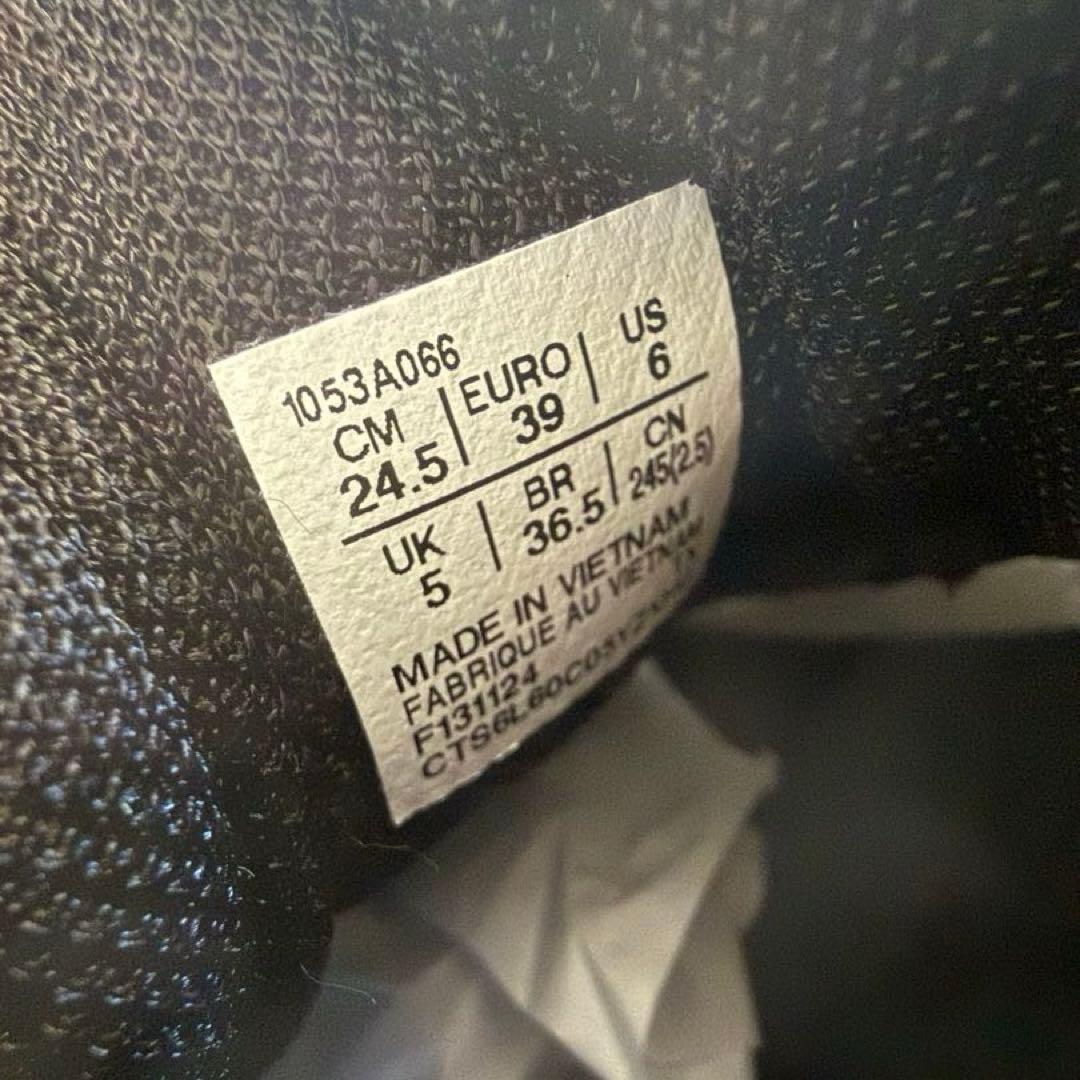 1053A066
CM | EURO | US
24.5 | 39 | 6
UK | BR | CN
5 | 36.5 | 245(2.5)
MADE IN VIETNAM
FABRIQUE AU VIETNAM
F131124